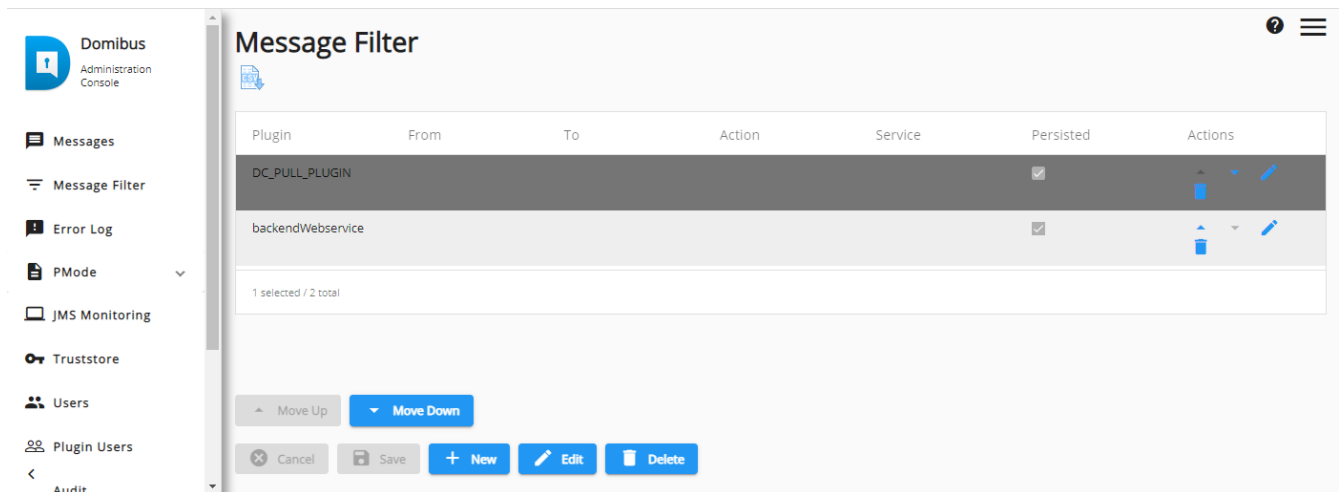 Domibus
Administration
Console
Messages
Message Filter
Error Log
PMode
JMS Monitoring
Truststore
Users
Plugin Users
Audit
Message Filter
CSV
Plugin From To Action Service Persisted Actions
DC_PULL_PLUGIN
backendWebservice
1 selected / 2 total
Move Up Move Down
Cancel Save New Edit Delete